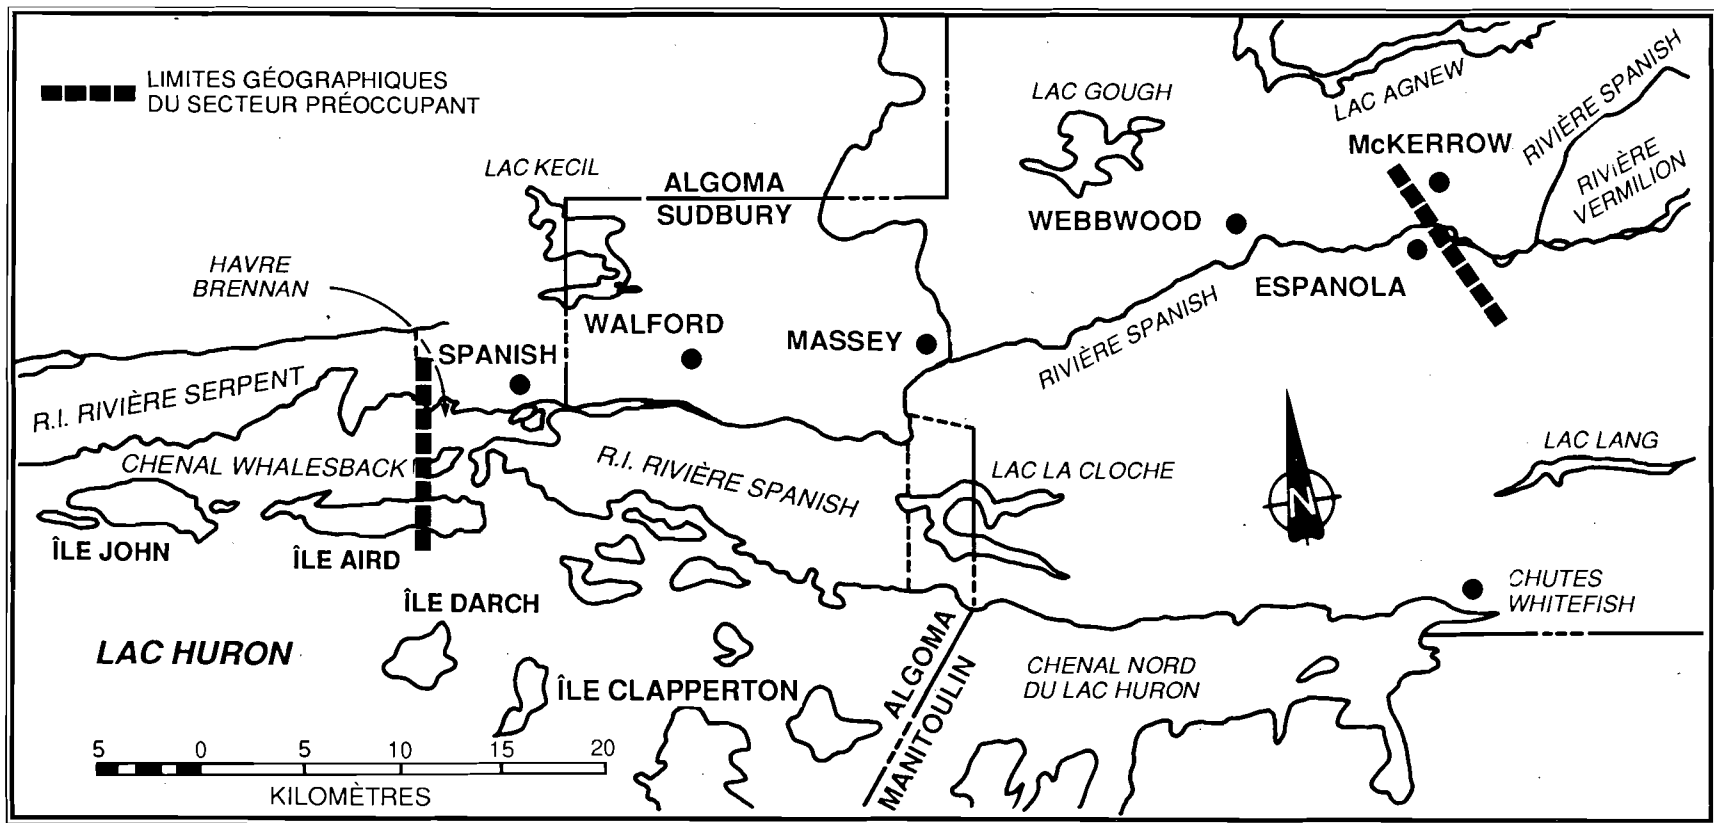 LIMITES GÉOGRAPHIQUES
DU SECTEUR PRÉOCCUPANT
LAC KECIL
ALGOMA
SUDBURY
LAC GOUGH
LAC AGNEW
RIVIÈRE SPANISH
McKERROW
RIVIÈRE
VERMILION
WEBBWOOD
ESPANOLA
HAVRE
BRENNAN
WALFORD
SPANISH
MASSEY
RIVIÈRE SPANISH
R.I. RIVIÈRE SERPENT
CHENAL WHALESBACK
R.I. RIVIÈRE SPANISH
LAC LA CLOCHE
LAC LANG
N
ÎLE JOHN
ÎLE AIRD
ÎLE DARCH
CHUTES
WHITEFISH
LAC HURON
ÎLE CLAPPERTON
ALGOMA
MANITOULIN
CHENAL NORD
DU LAC HURON
5 0 5 10 15 20
KILOMÈTRES